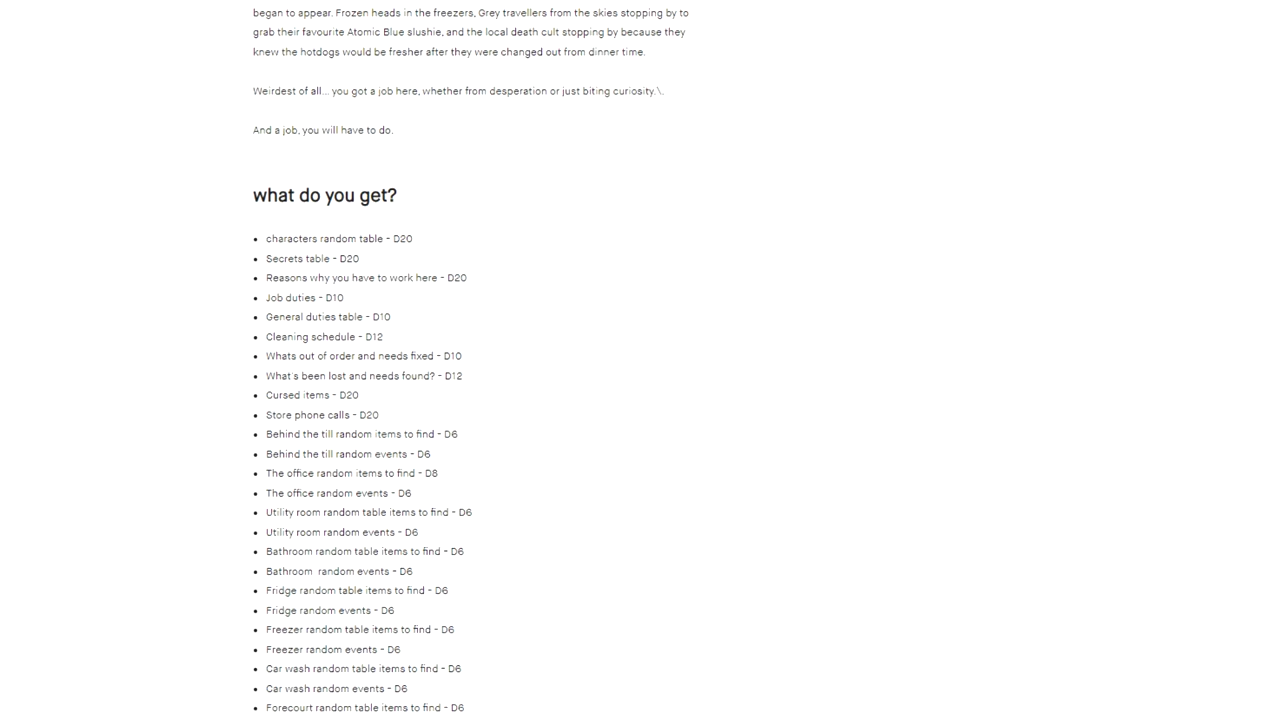 began to appear. Frozen heads in the freezers, Grey travellers from the skies stopping by to
grab their favourite Atomic Blue slushie, and the local death cult stopping by because they
knew the hotdogs would be fresher after they were changed out from dinner time.
Weirdest of all... you got a job here, whether from desperation or just biting curiosity.\.
And a job, you will have to do.
what do you get?
• characters random table - D20
• Secrets table - D20
• Reasons why you have to work here - D20
• Job duties - D10
• General duties table - D10
• Cleaning schedule - D12
• Whats out of order and needs fixed - D10
• What's been lost and needs found? - D12
• Cursed items - D20
• Store phone calls - D20
• Behind the till random items to find - D6
• Behind the till random events - D6
• The office random items to find - D8
• The office random events - D6
• Utility room random table items to find - D6
• Utility room random events - D6
• Bathroom random table items to find - D6
• Bathroom  random events - D6
• Fridge random table items to find - D6
• Fridge random events - D6
• Freezer random table items to find - D6
• Freezer random events - D6
• Car wash random table items to find - D6
• Car wash random events - D6
• Forecourt random table items to find - D6